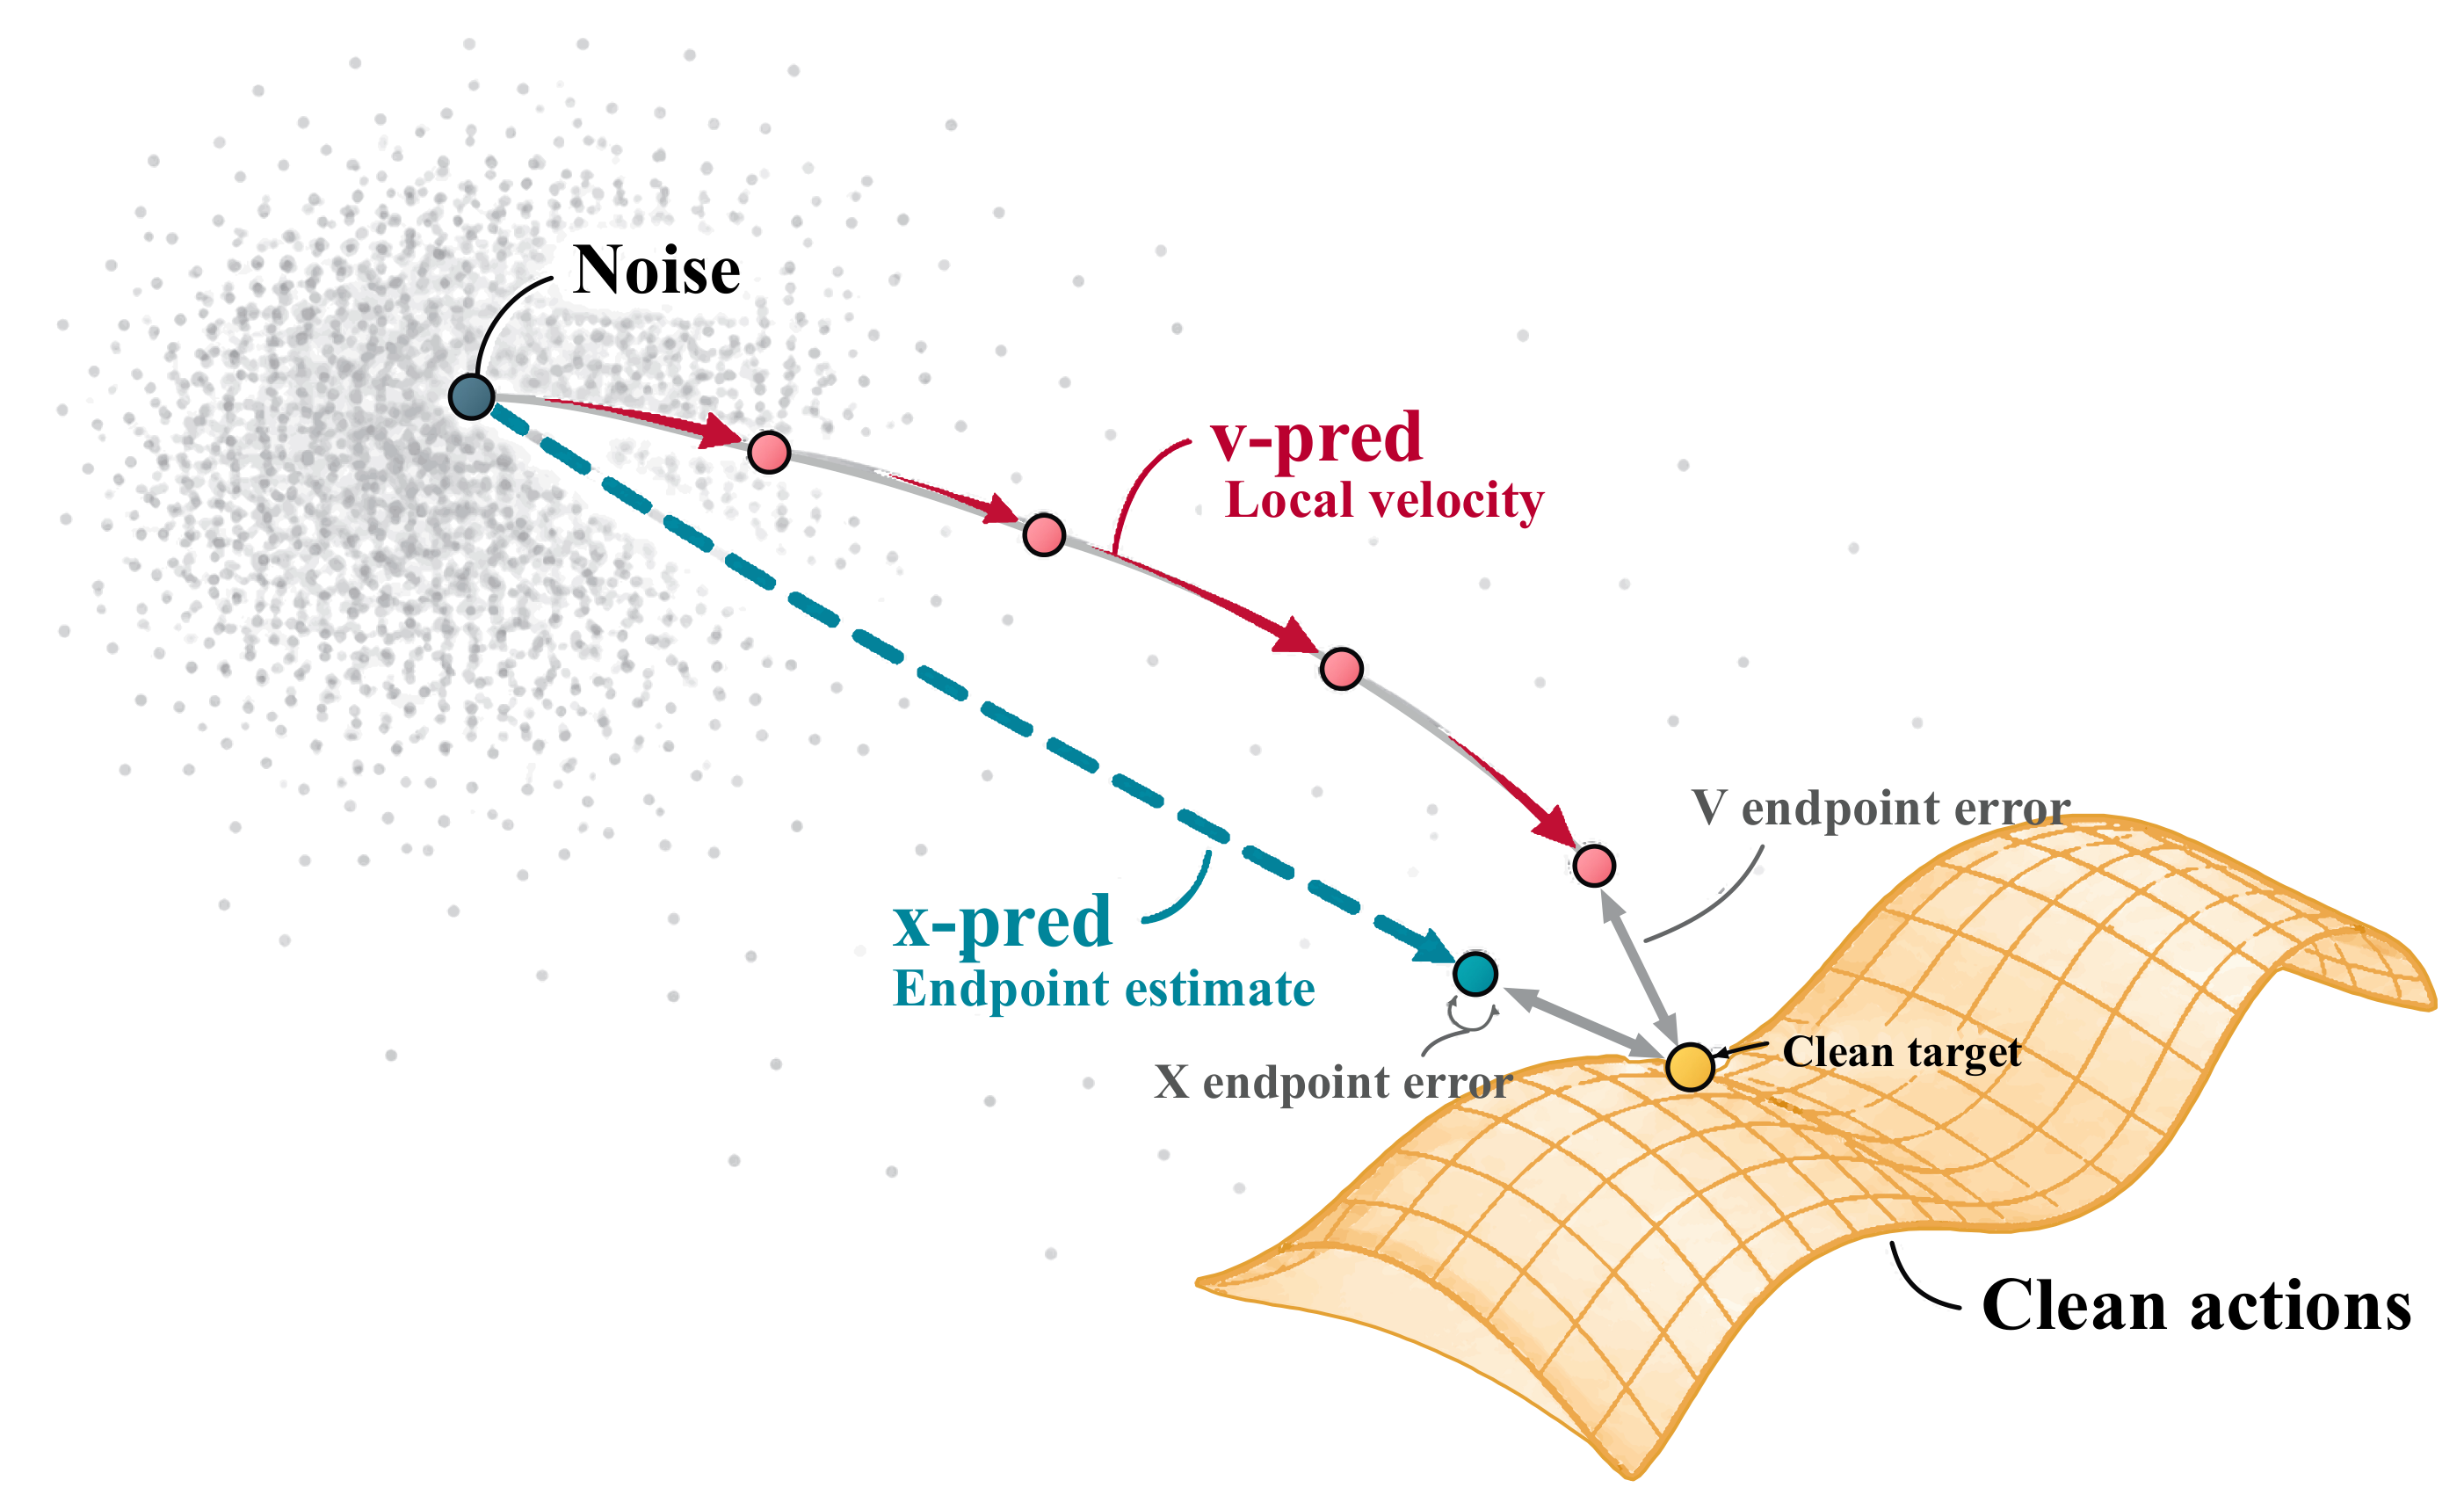 Noise
v-pred
Local velocity
V endpoint error
x-pred
Endpoint estimate
Clean target
X endpoint error
Clean actions